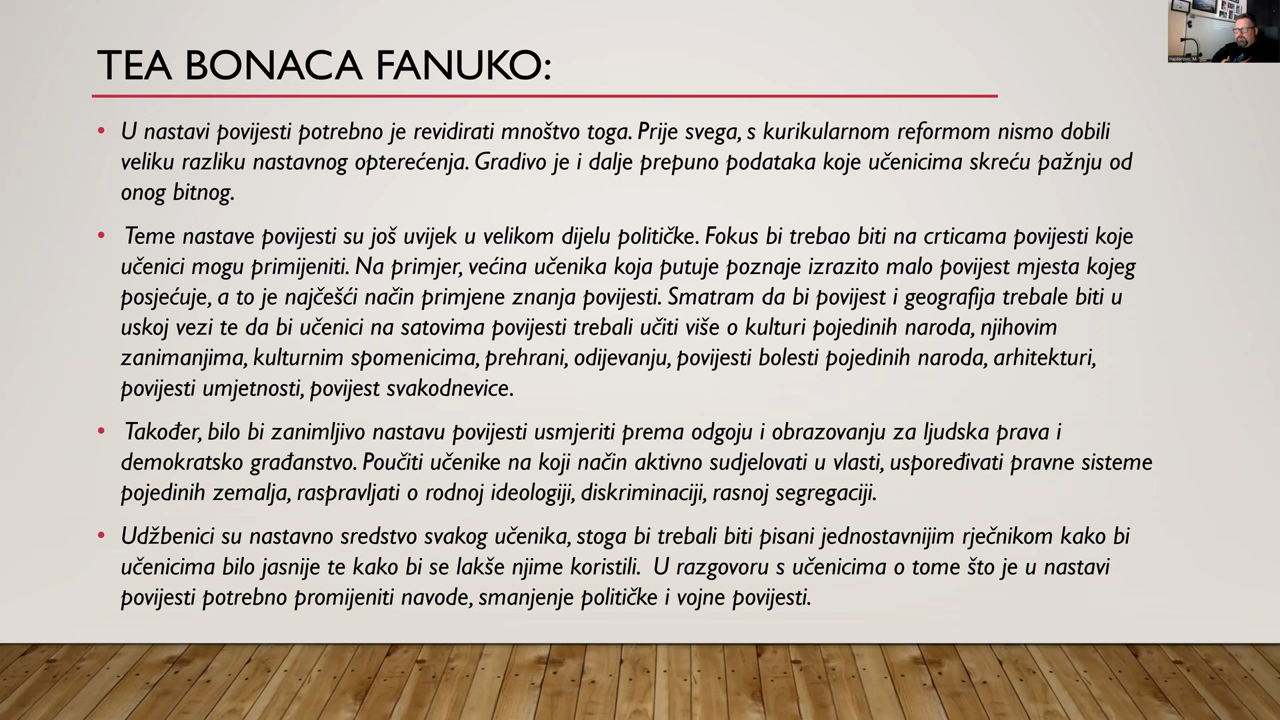 TEA BONACA FANUKO:
• U nastavi povijesti potrebno je revidirati mnoštvo toga. Prije svega, s kurikularnom reformom nismo dobili
veliku razliku nastavnog opterećenja. Gradivo je i dalje prepuno podataka koje učenicima skreću pažnju od
onog bitnog.
• Teme nastave povijesti su još uvijek u velikom dijelu političke. Fokus bi trebao biti na crticama povijesti koje
učenici mogu primijeniti. Na primjer, većina učenika koja putuje poznaje izrazito malo povijest mjesta kojeg
posjećuje, a to je najčešći način primjene znanja povijesti. Smatram da bi povijest i geografija trebale biti u
uskoj vezi te da bi učenici na satovima povijesti trebali učiti više o kulturi pojedinih naroda, njihovim
zanimanjima, kulturnim spomenicima, prehrani, odijevanju, povijesti bolesti pojedinih naroda, arhitekturi,
povijesti umjetnosti, povijest svakodnevice.
• Također, bilo bi zanimljivo nastavu povijesti usmjeriti prema odgoju i obrazovanju za ljudska prava i
demokratsko građanstvo. Poučiti učenike na koji način aktivno sudjelovati u vlasti, uspoređivati pravne sisteme
pojedinih zemalja, raspravljati o rodnoj ideologiji, diskriminaciji, rasnoj segregaciji.
• Udžbenici su nastavno sredstvo svakog učenika, stoga bi trebali biti pisani jednostavnijim rječnikom kako bi
učenicima bilo jasnije te kako bi se lakše njime koristili. U razgovoru s učenicima o tome što je u nastavi
povijesti potrebno promijeniti navode, smanjenje političke i vojne povijesti.